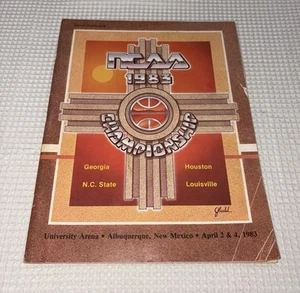 NCAA
1983
CHAMPIONSHIP
Georgia Houston
N.C. State Louisville
University Arena • Albuquerque, New Mexico • April 2 & 4, 1983